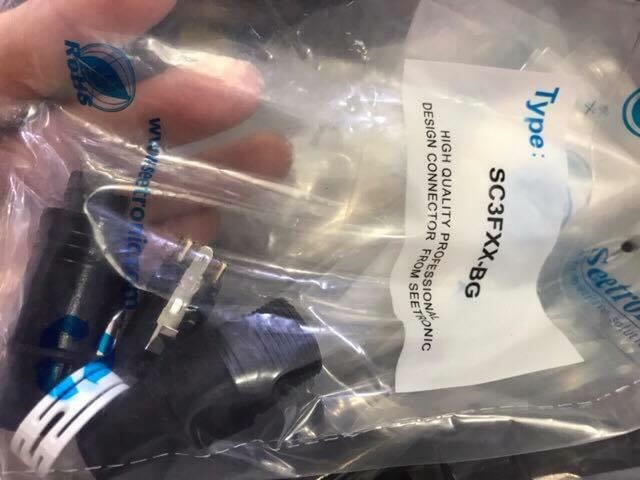 RoHS
www.seetronic.com
Type:
SC3FXX-BG
HIGH QUALITY PROFESSIONAL
DESIGN CONNECTOR FROM SEETRONIC